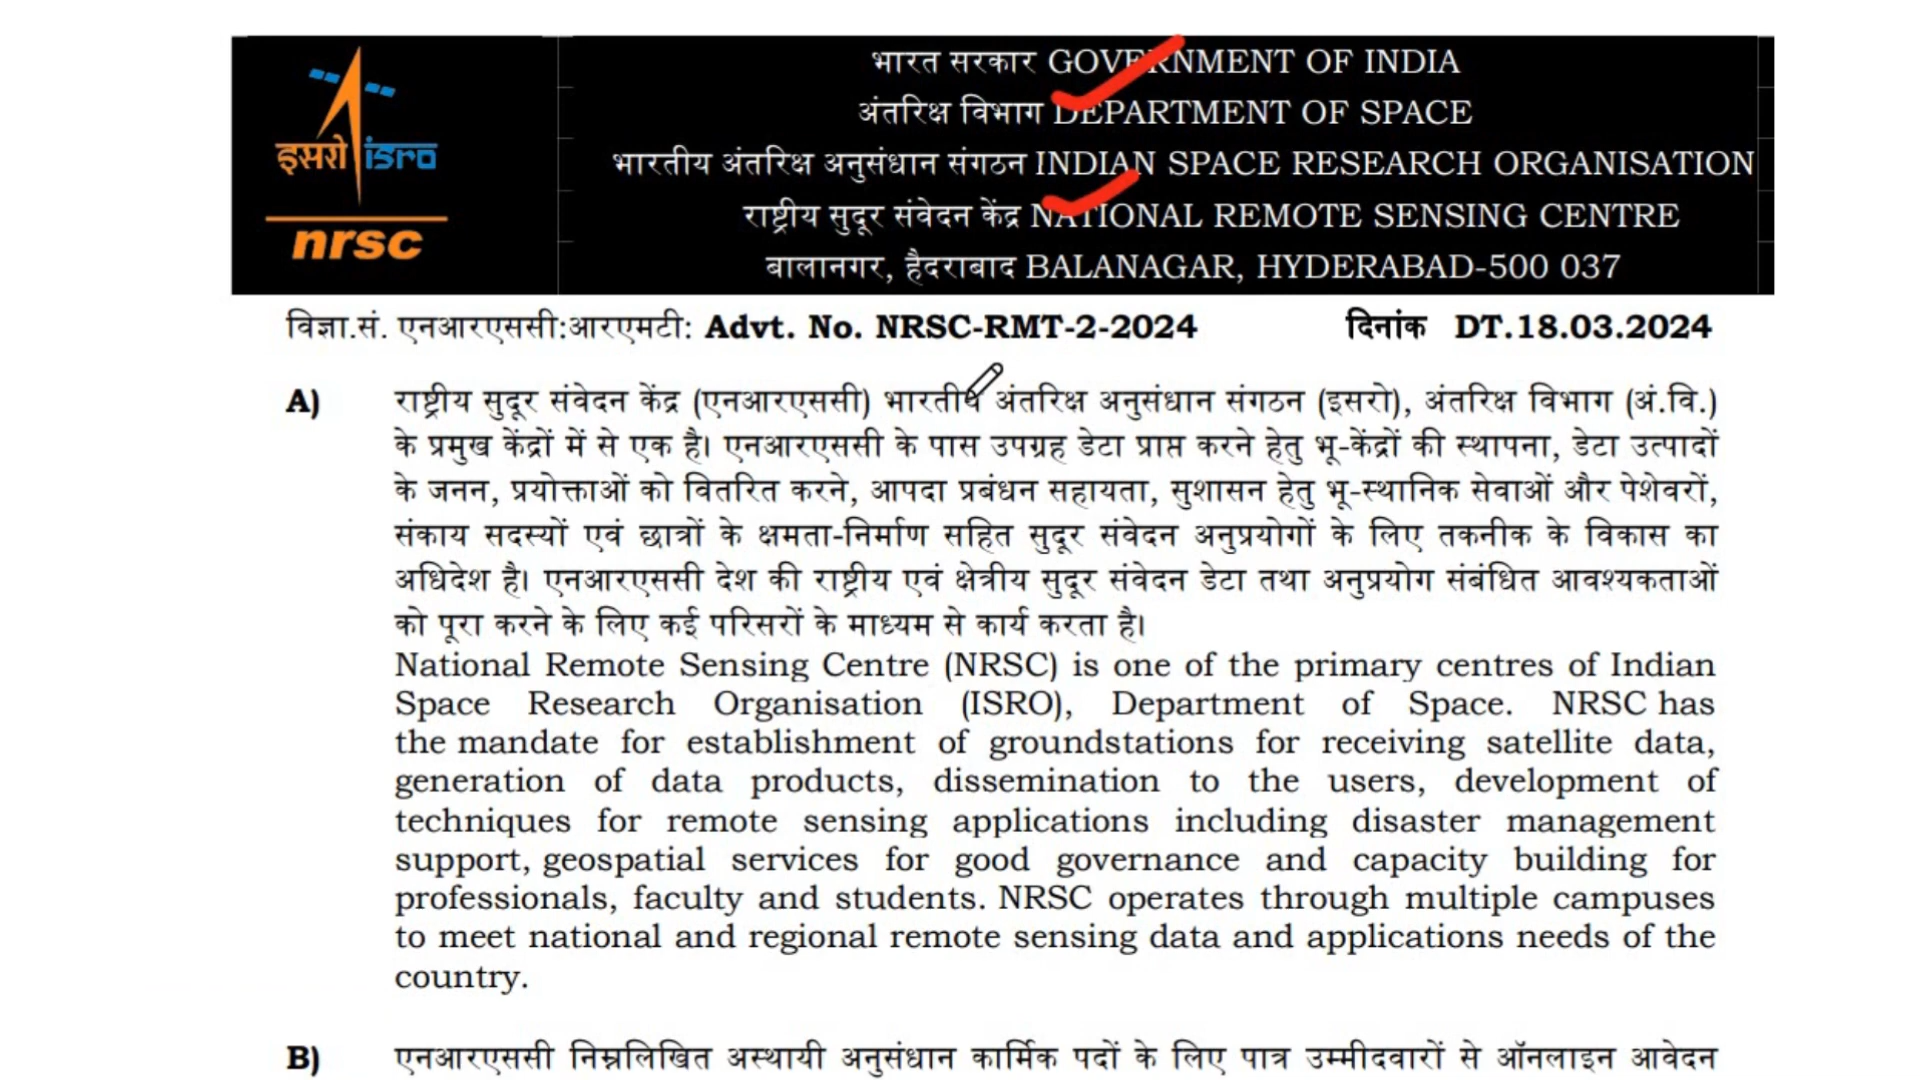 इसरो isro
nrsc
भारत सरकार GOVERNMENT OF INDIA
अंतरिक्ष विभाग DEPARTMENT OF SPACE
भारतीय अंतरिक्ष अनुसंधान संगठन INDIAN SPACE RESEARCH ORGANISATION
राष्ट्रीय सुदूर संवेदन केंद्र NATIONAL REMOTE SENSING CENTRE
बालानगर, हैदराबाद BALANAGAR, HYDERABAD-500 037
विज्ञा.सं. एनआरएससी:आरएमटी: Advt. No. NRSC-RMT-2-2024 दिनांक DT.18.03.2024
A) राष्ट्रीय सुदूर संवेदन केंद्र (एनआरएससी) भारतीय अंतरिक्ष अनुसंधान संगठन (इसरो), अंतरिक्ष विभाग (अं.वि.)
के प्रमुख केंद्रों में से एक है। एनआरएससी के पास उपग्रह डेटा प्राप्त करने हेतु भू-केंद्रों की स्थापना, डेटा उत्पादों
के जनन, प्रयोक्ताओं को वितरित करने, आपदा प्रबंधन सहायता, सुशासन हेतु भू-स्थानिक सेवाओं और पेशेवरों,
संकाय सदस्यों एवं छात्रों के क्षमता-निर्माण सहित सुदूर संवेदन अनुप्रयोगों के लिए तकनीक के विकास का
अधिदेश है। एनआरएससी देश की राष्ट्रीय एवं क्षेत्रीय सुदूर संवेदन डेटा तथा अनुप्रयोग संबंधित आवश्यकताओं
को पूरा करने के लिए कई परिसरों के माध्यम से कार्य करता है।
National Remote Sensing Centre (NRSC) is one of the primary centres of Indian
Space Research Organisation (ISRO), Department of Space. NRSC has
the mandate for establishment of groundstations for receiving satellite data,
generation of data products, dissemination to the users, development of
techniques for remote sensing applications including disaster management
support, geospatial services for good governance and capacity building for
professionals, faculty and students. NRSC operates through multiple campuses
to meet national and regional remote sensing data and applications needs of the
country.
B) एनआरएससी निम्नलिखित अस्थायी अनुसंधान कार्मिक पदों के लिए पात्र उम्मीदवारों से ऑनलाइन आवेदन